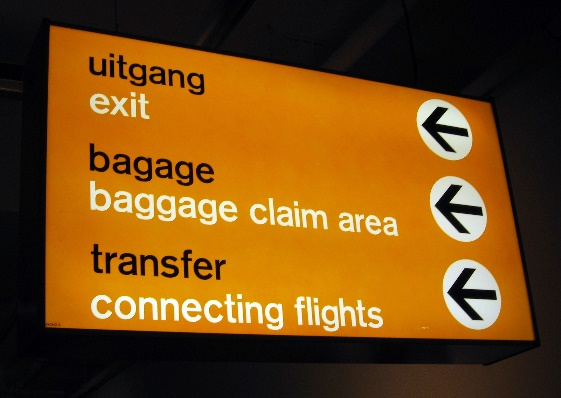 uitgang
exit
bagage
baggage claim area
transfer
connecting flights